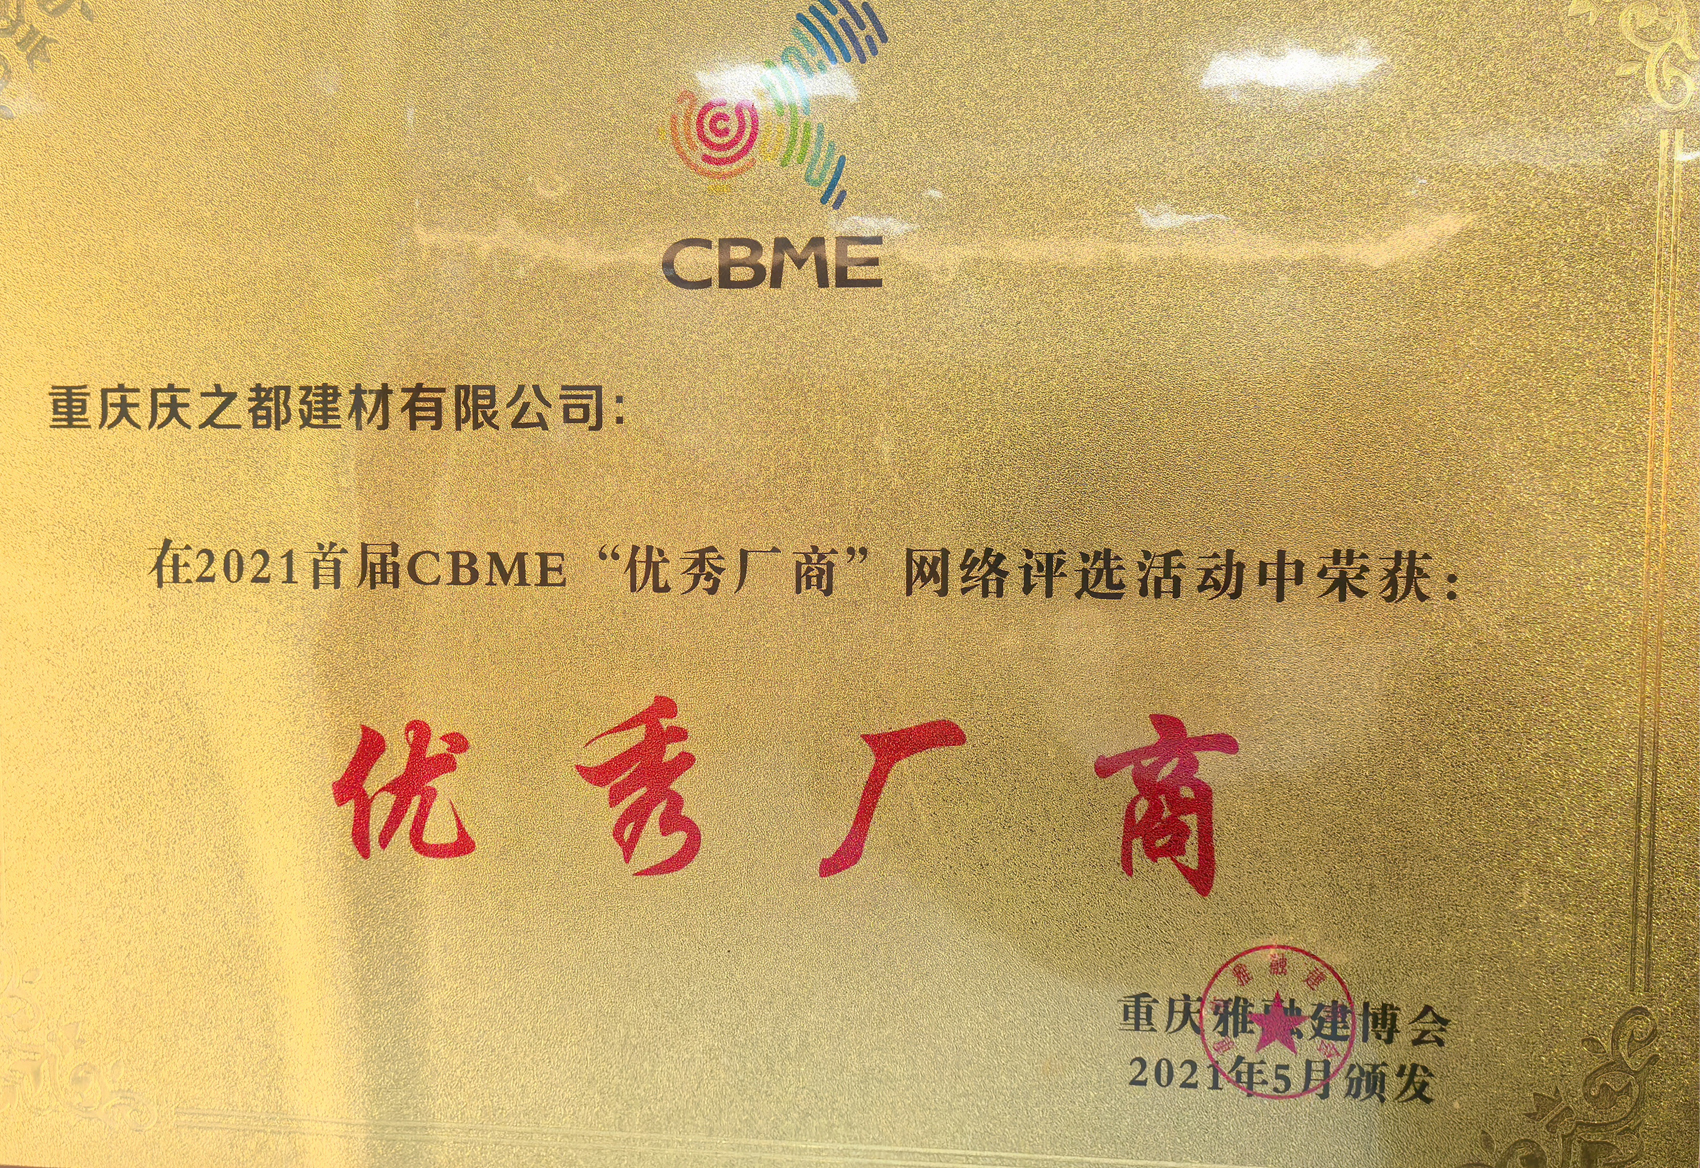 CBME
重庆庆之都建材有限公司:
在2021首届CBME“优秀厂商”网络评选活动中荣获:
优秀厂商
重庆雅融建博会
2021年5月颁发